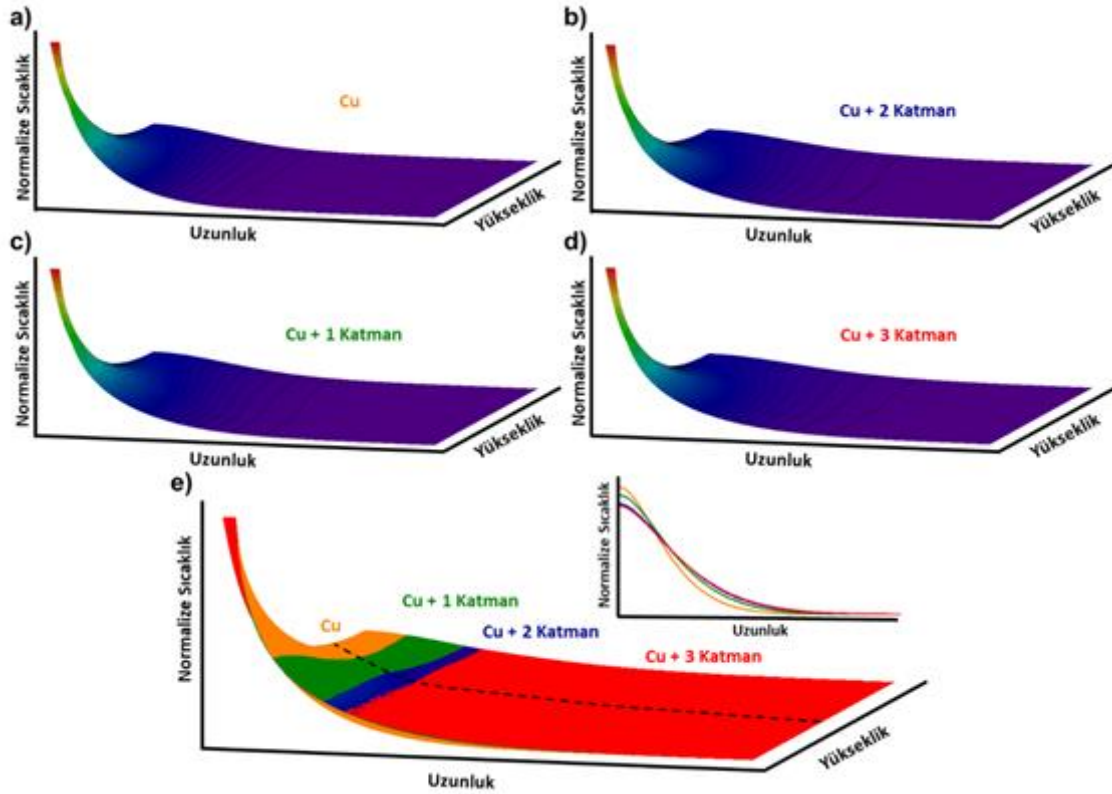 a)
Normalize Sıcaklık
Cu
Uzunluk
Yükseklik
b)
Normalize Sıcaklık
Cu + 2 Katman
Uzunluk
Yükseklik
c)
Normalize Sıcaklık
Cu + 1 Katman
Uzunluk
Yükseklik
d)
Normalize Sıcaklık
Cu + 3 Katman
Uzunluk
Yükseklik
e)
Normalize Sıcaklık
Cu
Cu + 1 Katman
Cu + 2 Katman
Cu + 3 Katman
Uzunluk
Yükseklik
Normalize Sıcaklık
Uzunluk